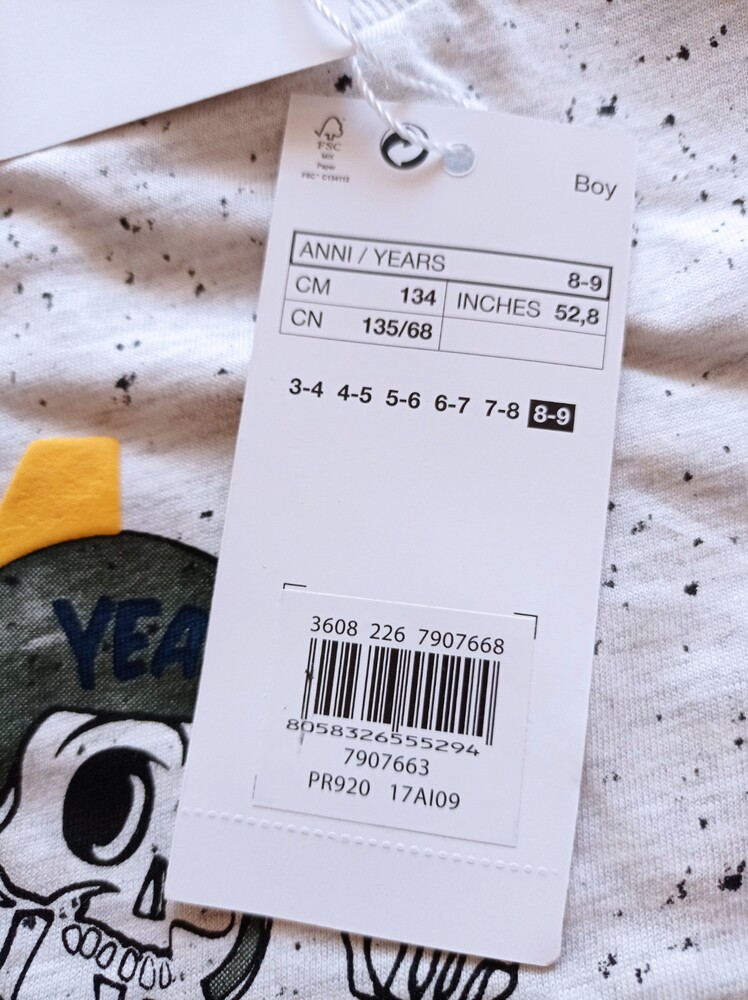 FSC
MIX
Paper
FSC™ C134112
Boy
ANNI / YEARS 8-9
CM 134 INCHES 52,8
CN 135/68
3-4 4-5 5-6 6-7 7-8 8-9
3608 226 7907668
8058326555294
7907663
PR920 17AI09
YEA